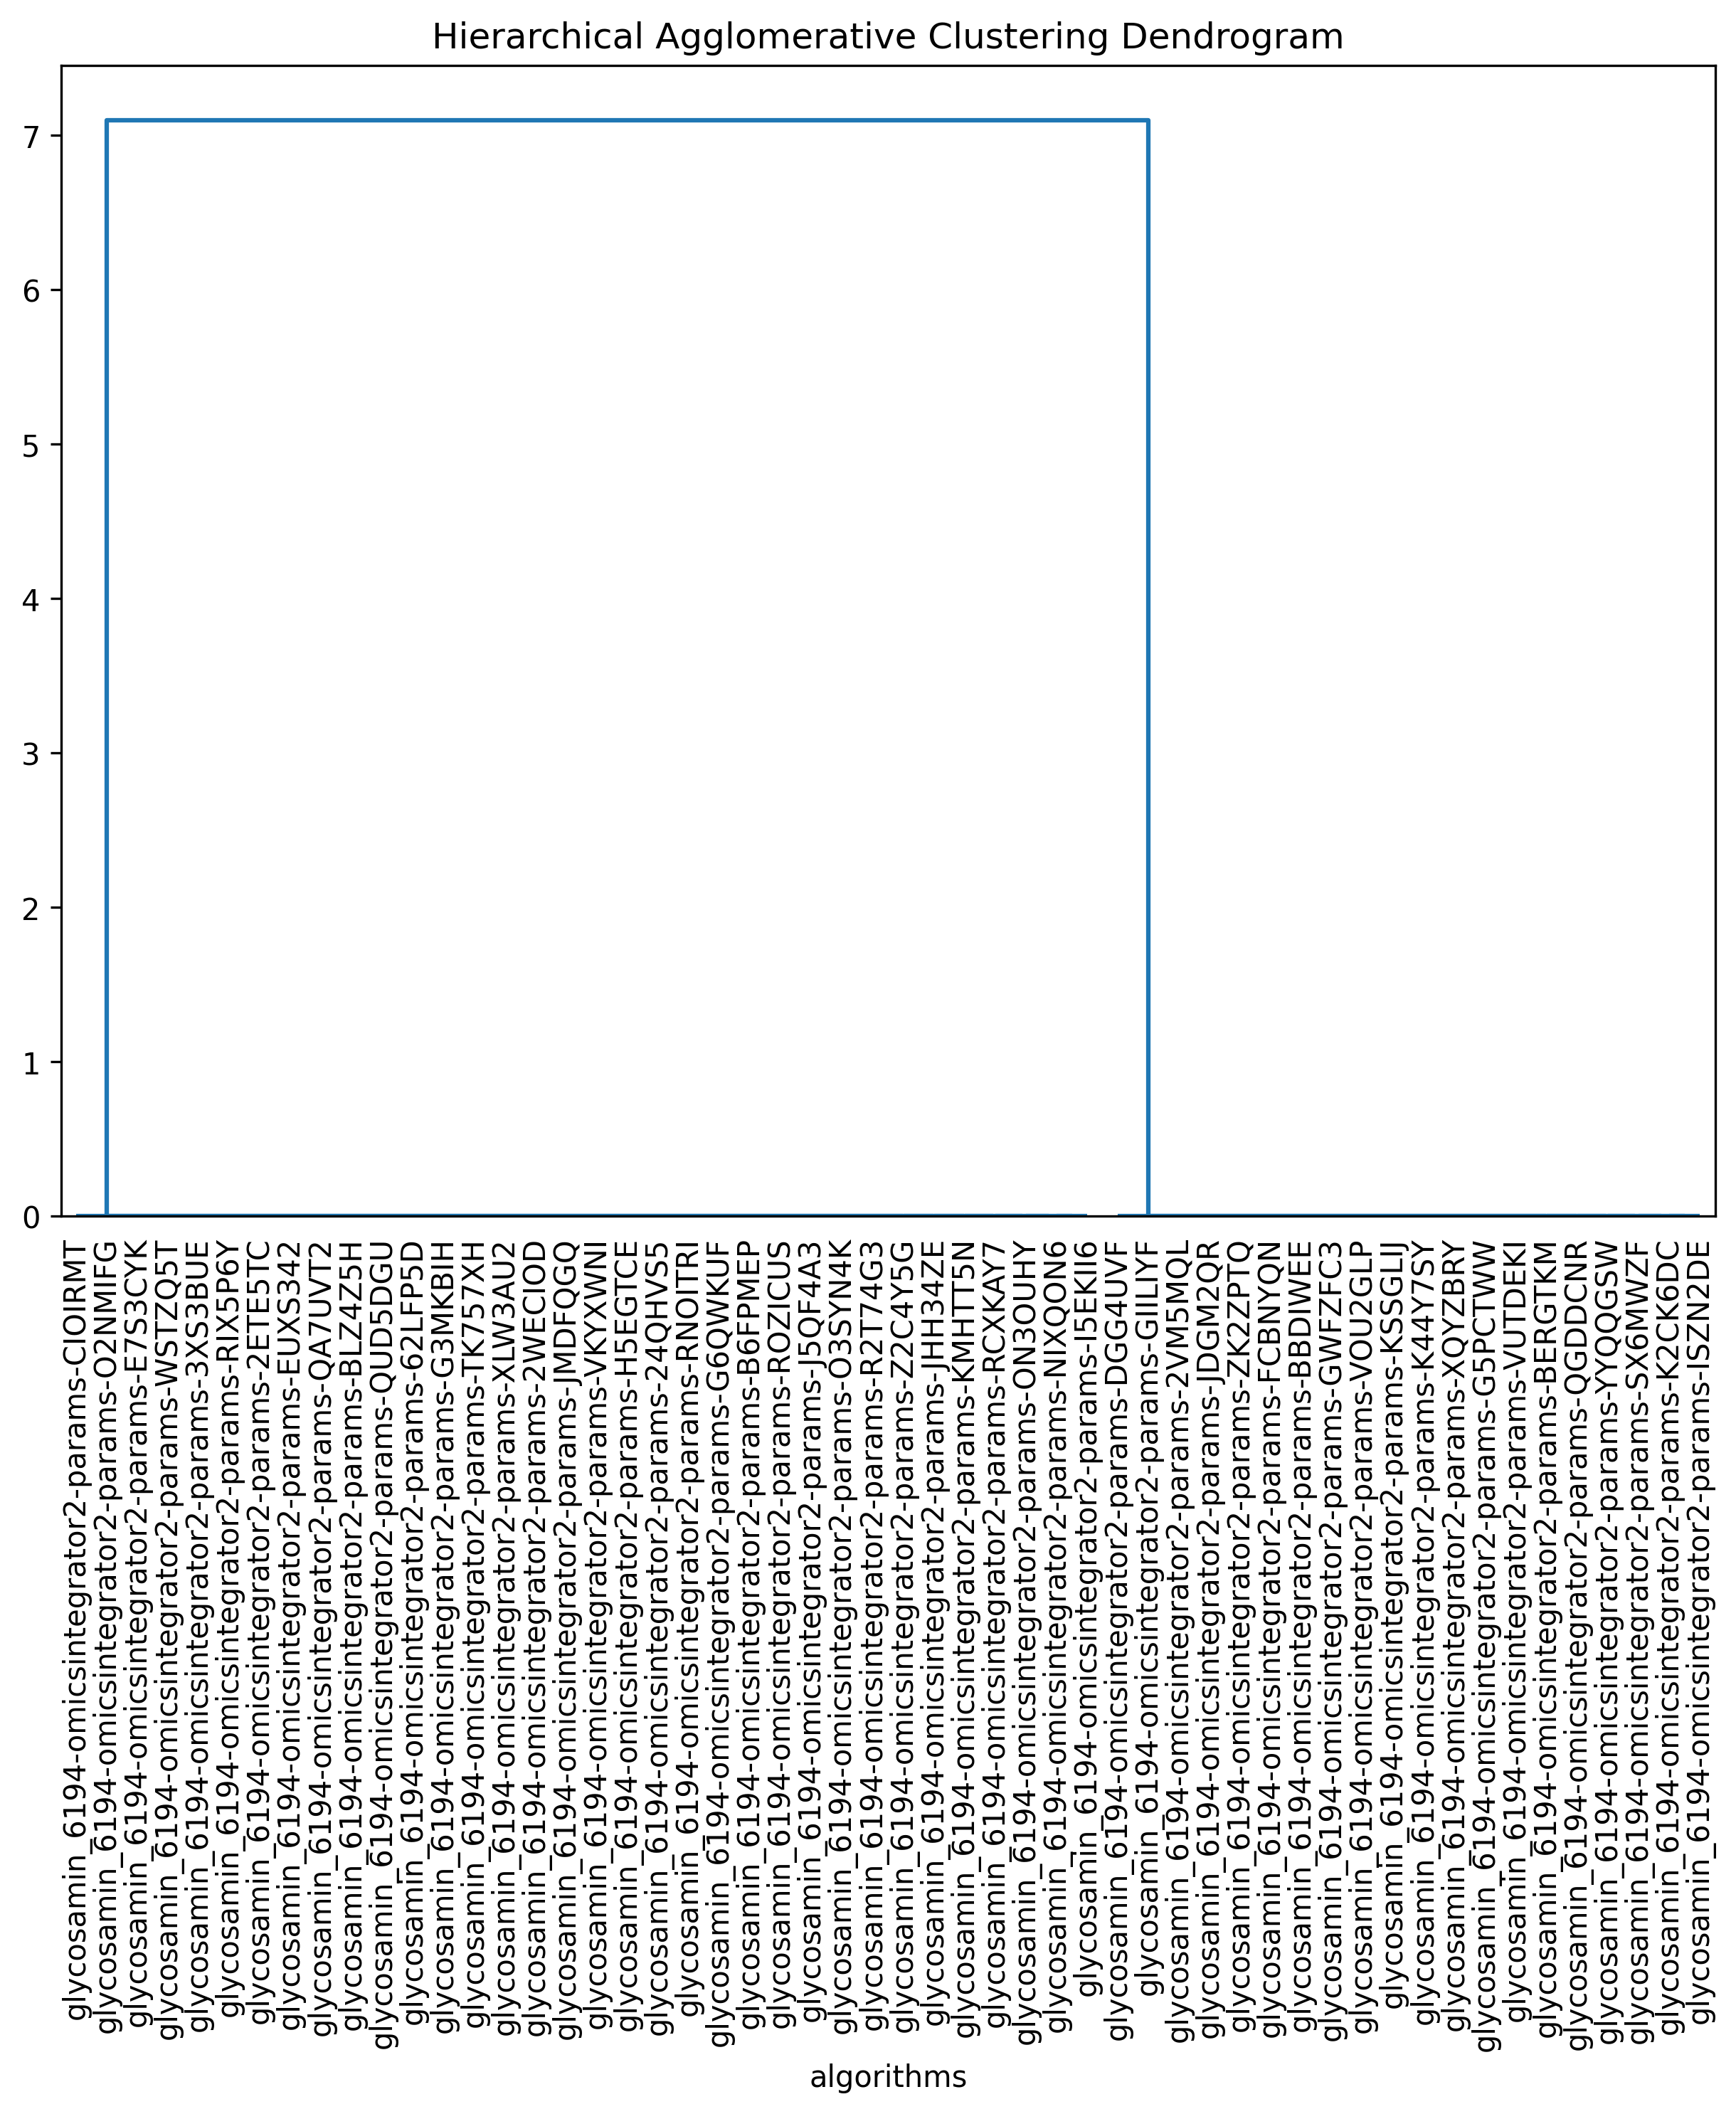 Hierarchical Agglomerative Clustering Dendrogram
7
6
5
4
3
2
1
0
glycosamin_6194-omicsintegrator2-params-CIOIRMT
glycosamin_6194-omicsintegrator2-params-O2NMIFG
glycosamin_6194-omicsintegrator2-params-E7S3CYK
glycosamin_6194-omicsintegrator2-params-WSTZQ5T
glycosamin_6194-omicsintegrator2-params-3XS3BUE
glycosamin_6194-omicsintegrator2-params-RIX5P6Y
glycosamin_6194-omicsintegrator2-params-2ETE5TC
glycosamin_6194-omicsintegrator2-params-EUXS342
glycosamin_6194-omicsintegrator2-params-QA7UVT2
glycosamin_6194-omicsintegrator2-params-BLZ4Z5H
glycosamin_6194-omicsintegrator2-params-QUD5DGU
glycosamin_6194-omicsintegrator2-params-62LFP5D
glycosamin_6194-omicsintegrator2-params-G3MKBIH
glycosamin_6194-omicsintegrator2-params-TK757XH
glycosamin_6194-omicsintegrator2-params-XLW3AU2
glycosamin_6194-omicsintegrator2-params-2WECIOD
glycosamin_6194-omicsintegrator2-params-JMDFQGQ
glycosamin_6194-omicsintegrator2-params-VKYXWNI
glycosamin_6194-omicsintegrator2-params-H5EGTCE
glycosamin_6194-omicsintegrator2-params-24QHVS5
glycosamin_6194-omicsintegrator2-params-RNOITRI
glycosamin_6194-omicsintegrator2-params-G6QWKUF
glycosamin_6194-omicsintegrator2-params-B6FPMEP
glycosamin_6194-omicsintegrator2-params-ROZICUS
glycosamin_6194-omicsintegrator2-params-J5QF4A3
glycosamin_6194-omicsintegrator2-params-O3SYN4K
glycosamin_6194-omicsintegrator2-params-R2T74G3
glycosamin_6194-omicsintegrator2-params-Z2C4Y5G
glycosamin_6194-omicsintegrator2-params-JHH34ZE
glycosamin_6194-omicsintegrator2-params-KMHTT5N
glycosamin_6194-omicsintegrator2-params-RCXKAY7
glycosamin_6194-omicsintegrator2-params-ON3OUHY
glycosamin_6194-omicsintegrator2-params-NIXQON6
glycosamin_6194-omicsintegrator2-params-I5EKII6
glycosamin_6194-omicsintegrator2-params-DGG4UVF
glycosamin_6194-omicsintegrator2-params-GIILIYF
glycosamin_6194-omicsintegrator2-params-2VM5MQL
glycosamin_6194-omicsintegrator2-params-JDGM2QR
glycosamin_6194-omicsintegrator2-params-ZK2ZPTQ
glycosamin_6194-omicsintegrator2-params-FCBNYQN
glycosamin_6194-omicsintegrator2-params-BBDIWEE
glycosamin_6194-omicsintegrator2-params-GWFZFC3
glycosamin_6194-omicsintegrator2-params-VOU2GLP
glycosamin_6194-omicsintegrator2-params-KSSGLIJ
glycosamin_6194-omicsintegrator2-params-K44Y7SY
glycosamin_6194-omicsintegrator2-params-XQYZBRY
glycosamin_6194-omicsintegrator2-params-G5PCTWW
glycosamin_6194-omicsintegrator2-params-VUTDEKI
glycosamin_6194-omicsintegrator2-params-BERGTKM
glycosamin_6194-omicsintegrator2-params-QGDDCNR
glycosamin_6194-omicsintegrator2-params-YYQQGSW
glycosamin_6194-omicsintegrator2-params-SX6MWZF
glycosamin_6194-omicsintegrator2-params-K2CK6DC
glycosamin_6194-omicsintegrator2-params-ISZN2DE
algorithms